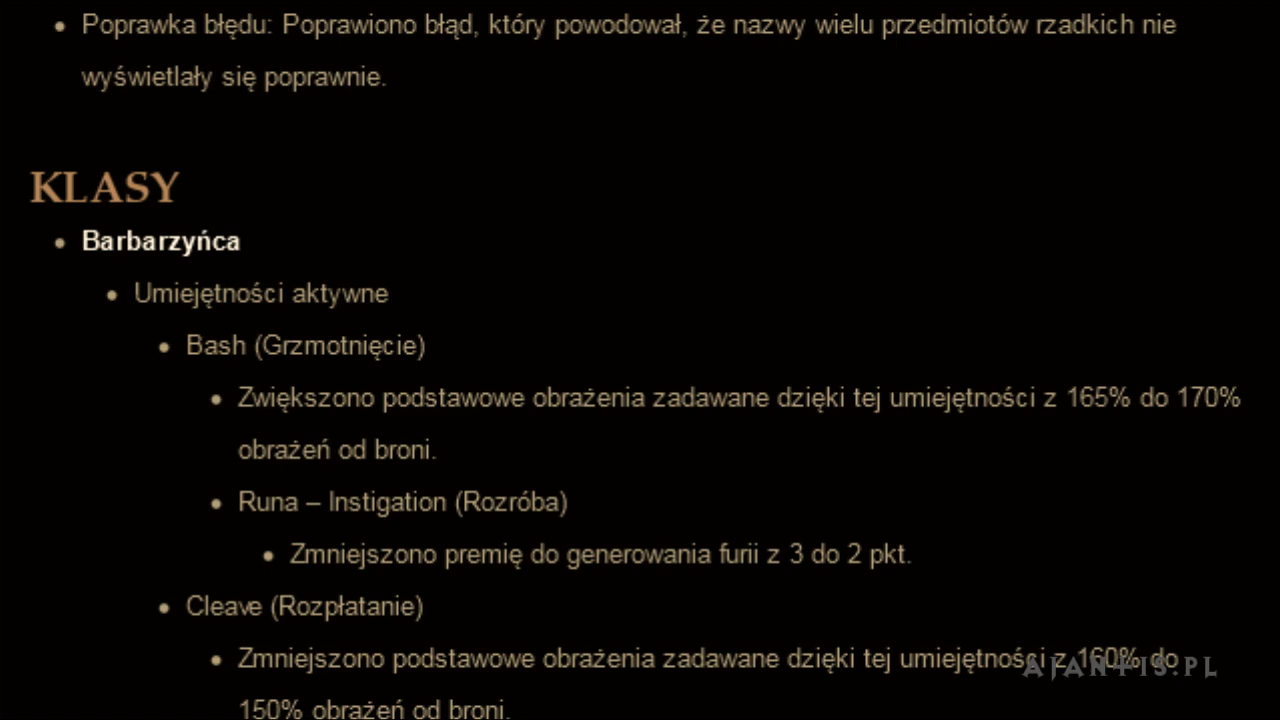 Poprawka błędu: Poprawiono błąd, który powodował, że nazwy wielu przedmiotów rzadkich nie
wyświetlały się poprawnie.
KLASY
Barbarzyńca
Umiejętności aktywne
Bash (Grzmotnięcie)
Zwiększono podstawowe obrażenia zadawane dzięki tej umiejętności z 165% do 170%
obrażeń od broni.
Runa – Instigation (Rozróba)
Zmniejszono premię do generowania furii z 3 do 2 pkt.
Cleave (Rozpłatanie)
Zmniejszono podstawowe obrażenia zadawane dzięki tej umiejętności z 160% do
150% obrażeń od broni.
AJANTIS.PL